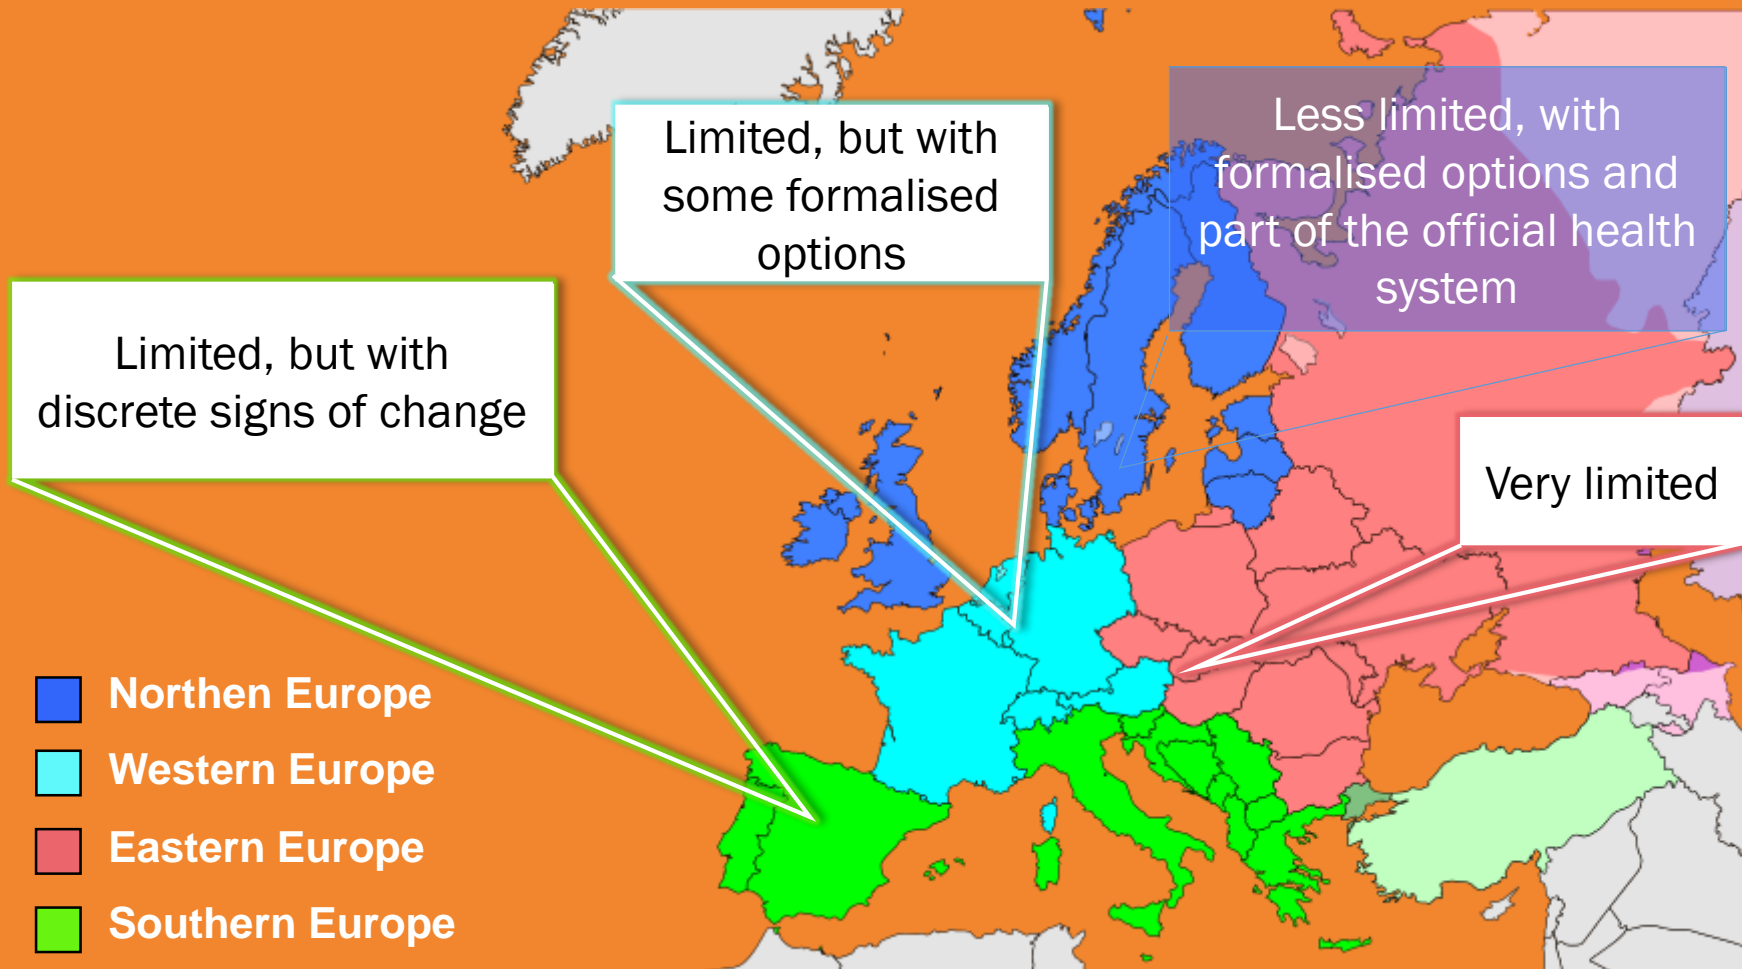 Less limited, with
formalised options and
part of the official health
system
Limited, but with
some formalised
options
Limited, but with
discrete signs of change
Very limited
Northen Europe
Western Europe
Eastern Europe
Southern Europe